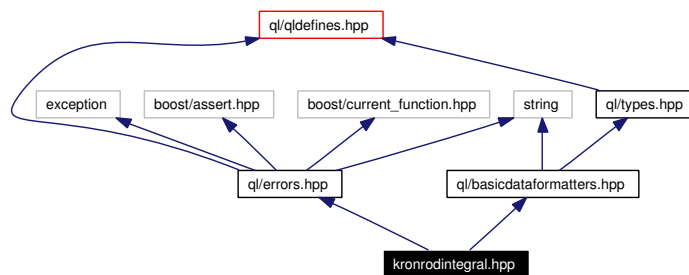 ql/qldefines.hpp
exception
boost/assert.hpp
boost/current_function.hpp
string
ql/types.hpp
ql/errors.hpp
ql/basicdataformatters.hpp
kronrodintegral.hpp